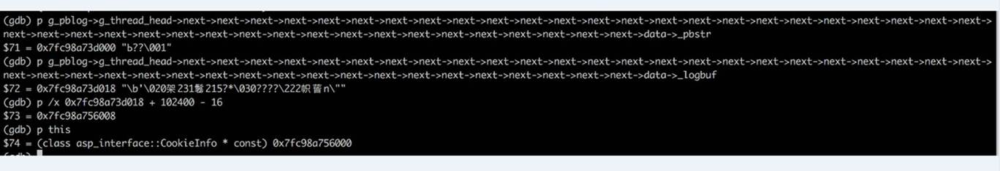 (gdb) p g_pblog->g_thread_head->next->next->next->next->next->next->next->next->next->next->next->next->next->next->next->next->next->next->next->next->next->next->next->next->
next->next->next->next->next->next->next->next->next->next->next->next->next->next->next->next->next->next->next->data->_pbstr
$71 = 0x7fc98a73d000 "b??\001"
(gdb) p g_pblog->g_thread_head->next->next->next->next->next->next->next->next->next->next->next->next->next->next->next->next->next->next->next->next->next->next->next->next->
next->next->next->next->next->next->next->next->next->next->next->next->next->next->next->next->next->next->next->data->_logbuf
$72 = 0x7fc98a73d018 "\b'\020架231鬈215?*\030????\222帜 n\""
(gdb) p /x 0x7fc98a73d018 + 102400 - 16
$73 = 0x7fc98a756008
(gdb) p this
$74 = (class asp_interface::CookieInfo * const) 0x7fc98a756000